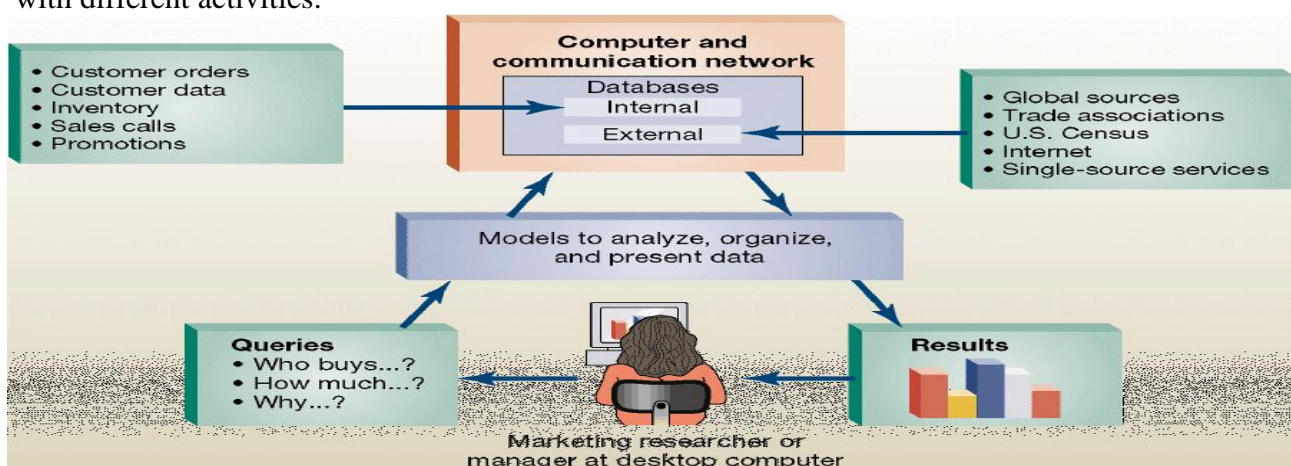 with different activities.
Computer and
communication network
Databases
Internal
External
• Customer orders
• Customer data
• Inventory
• Sales calls
• Promotions
• Global sources
• Trade associations
• U.S. Census
• Internet
• Single-source services
Models to analyze, organize,
and present data
Queries
• Who buys...?
• How much...?
• Why...?
Results
Marketing researcher or
manager at desktop computer